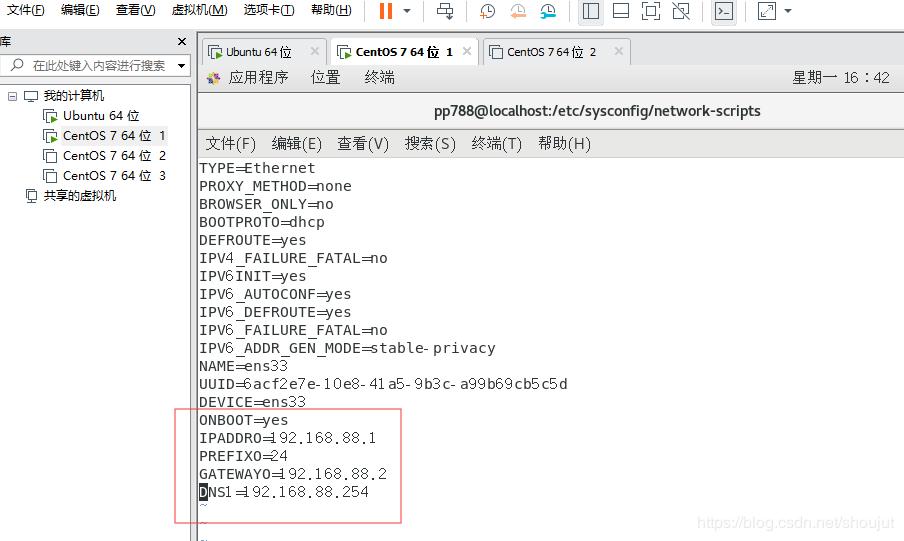 文件(F) 编辑(E) 查看(V) 虚拟机(M) 选项卡(T) 帮助(H)
库
在此处键入内容进行搜索
我的计算机
Ubuntu 64 位
CentOS 7 64 位 1
CentOS 7 64 位 2
CentOS 7 64 位 3
共享的虚拟机
Ubuntu 64 位 CentOS 7 64 位 1 CentOS 7 64 位 2
应用程序 位置 终端 星期一 16:42
pp788@localhost:/etc/sysconfig/network-scripts
文件(F) 编辑(E) 查看(V) 搜索(S) 终端(T) 帮助(H)
TYPE=Ethernet
PROXY_METHOD=none
BROWSER_ONLY=no
BOOTPROTO=dhcp
DEFROUTE=yes
IPV4_FAILURE_FATAL=no
IPV6INIT=yes
IPV6_AUTOCONF=yes
IPV6_DEFROUTE=yes
IPV6_FAILURE_FATAL=no
IPV6_ADDR_GEN_MODE=stable-privacy
NAME=ens33
UUID=6acf2e7e-10e8-41a5-9b3c-a99b69cb5c5d
DEVICE=ens33
ONBOOT=yes
IPADDRO=192.168.88.1
PREFIXO=24
GATEWAYO=192.168.88.2
DNS1=192.168.88.254
~
~
~
https://blog.csdn.net/shoujut